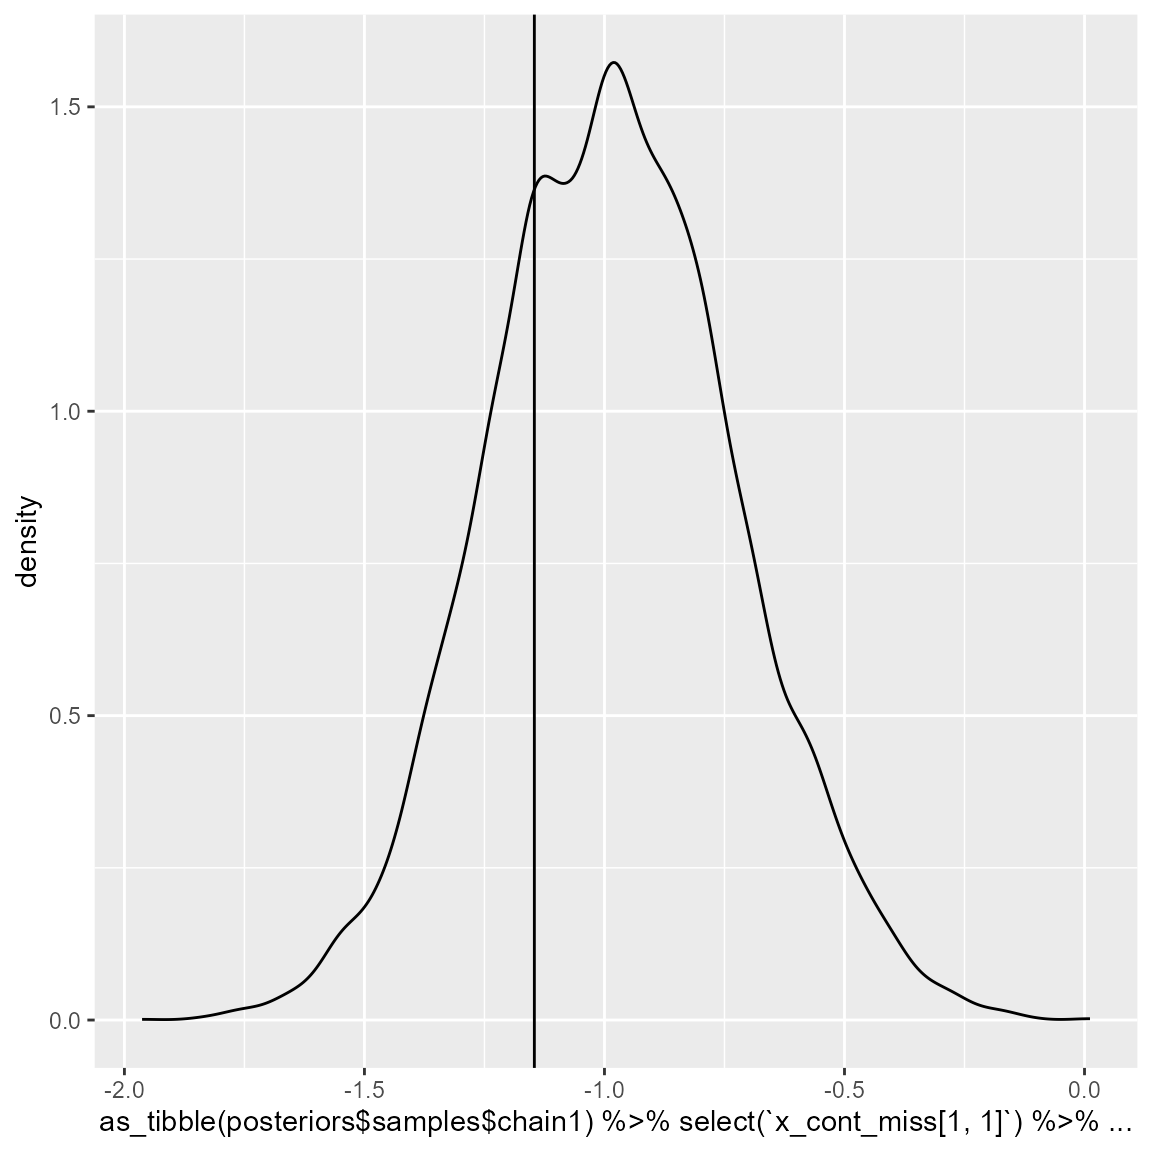 density
1.5
1.0
0.5
0.0
-2.0 -1.5 -1.0 -0.5 0.0
as_tibble(posteriors$samples$chain1) %>% select(`x_cont_miss[1, 1]`) %>% ...